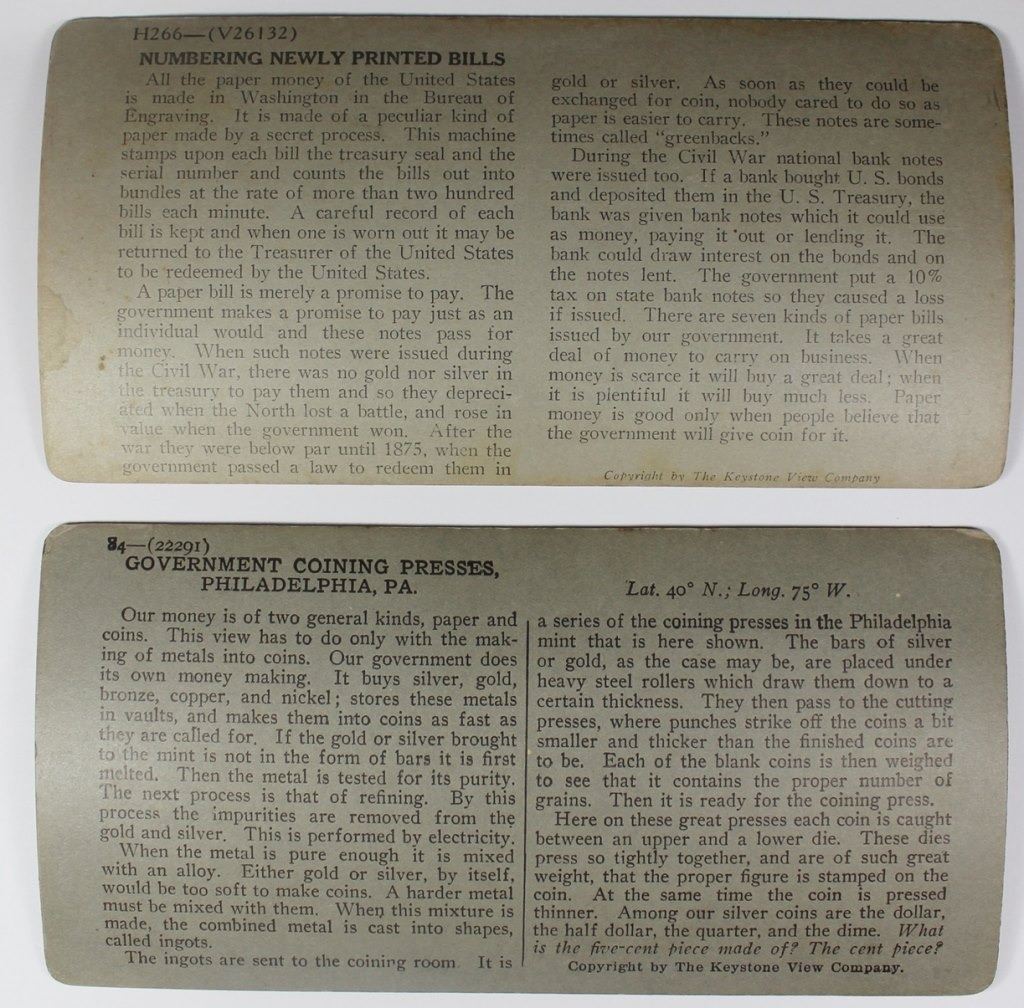 H266—(V26132)
NUMBERING NEWLY PRINTED BILLS
All the paper money of the United States
is made in Washington in the Bureau of
Engraving. It is made of a peculiar kind of
paper made by a secret process. This machine
stamps upon each bill the treasury seal and the
serial number and counts the bills out into
bundles at the rate of more than two hundred
bills each minute. A careful record of each
bill is kept and when one is worn out it may be
returned to the Treasurer of the United States
to be redeemed by the United States.
A paper bill is merely a promise to pay. The
government makes a promise to pay just as an
individual would and these notes pass for
money. When such notes were issued during
the Civil War, there was no gold nor silver in
the treasury to pay them and so they depreci-
ated when the North lost a battle, and rose in
value when the government won. After the
war they were below par until 1875, when the
government passed a law to redeem them in
gold or silver. As soon as they could be
exchanged for coin, nobody cared to do so as
paper is easier to carry. These notes are some-
times called "greenbacks."
During the Civil War national bank notes
were issued too. If a bank bought U. S. bonds
and deposited them in the U. S. Treasury, the
bank was given bank notes which it could use
as money, paying it out or lending it. The
bank could draw interest on the bonds and on
the notes lent. The government put a 10%
tax on state bank notes so they caused a loss
if issued. There are seven kinds of paper bills
issued by our government. It takes a great
deal of money to carry on business. When
money is scarce it will buy a great deal; when
it is plentiful it will buy much less. Paper
money is good only when people believe that
the government will give coin for it.
Copyright by The Keystone View Company
84—(22291)
GOVERNMENT COINING PRESSES,
PHILADELPHIA, PA.
Lat. 40° N.; Long. 75° W.
Our money is of two general kinds, paper and
coins. This view has to do only with the mak-
ing of metals into coins. Our government does
its own money making. It buys silver, gold,
bronze, copper, and nickel; stores these metals
in vaults, and makes them into coins as fast as
they are called for. If the gold or silver brought
to the mint is not in the form of bars it is first
melted. Then the metal is tested for its purity.
The next process is that of refining. By this
process the impurities are removed from the
gold and silver. This is performed by electricity.
When the metal is pure enough it is mixed
with an alloy. Either gold or silver, by itself,
would be too soft to make coins. A harder metal
must be mixed with them. When this mixture is
made, the combined metal is cast into shapes,
called ingots.
The ingots are sent to the coining room. It is
a series of the coining presses in the Philadelphia
mint that is here shown. The bars of silver
or gold, as the case may be, are placed under
heavy steel rollers which draw them down to a
certain thickness. They then pass to the cutting
presses, where punches strike off the coins a bit
smaller and thicker than the finished coins are
to be. Each of the blank coins is then weighed
to see that it contains the proper number of
grains. Then it is ready for the coining press.
Here on these great presses each coin is caught
between an upper and a lower die. These dies
press so tightly together, and are of such great
weight, that the proper figure is stamped on the
coin. At the same time the coin is pressed
thinner. Among our silver coins are the dollar,
the half dollar, the quarter, and the dime. What
is the five-cent piece made of? The cent piece?
Copyright by The Keystone View Company.